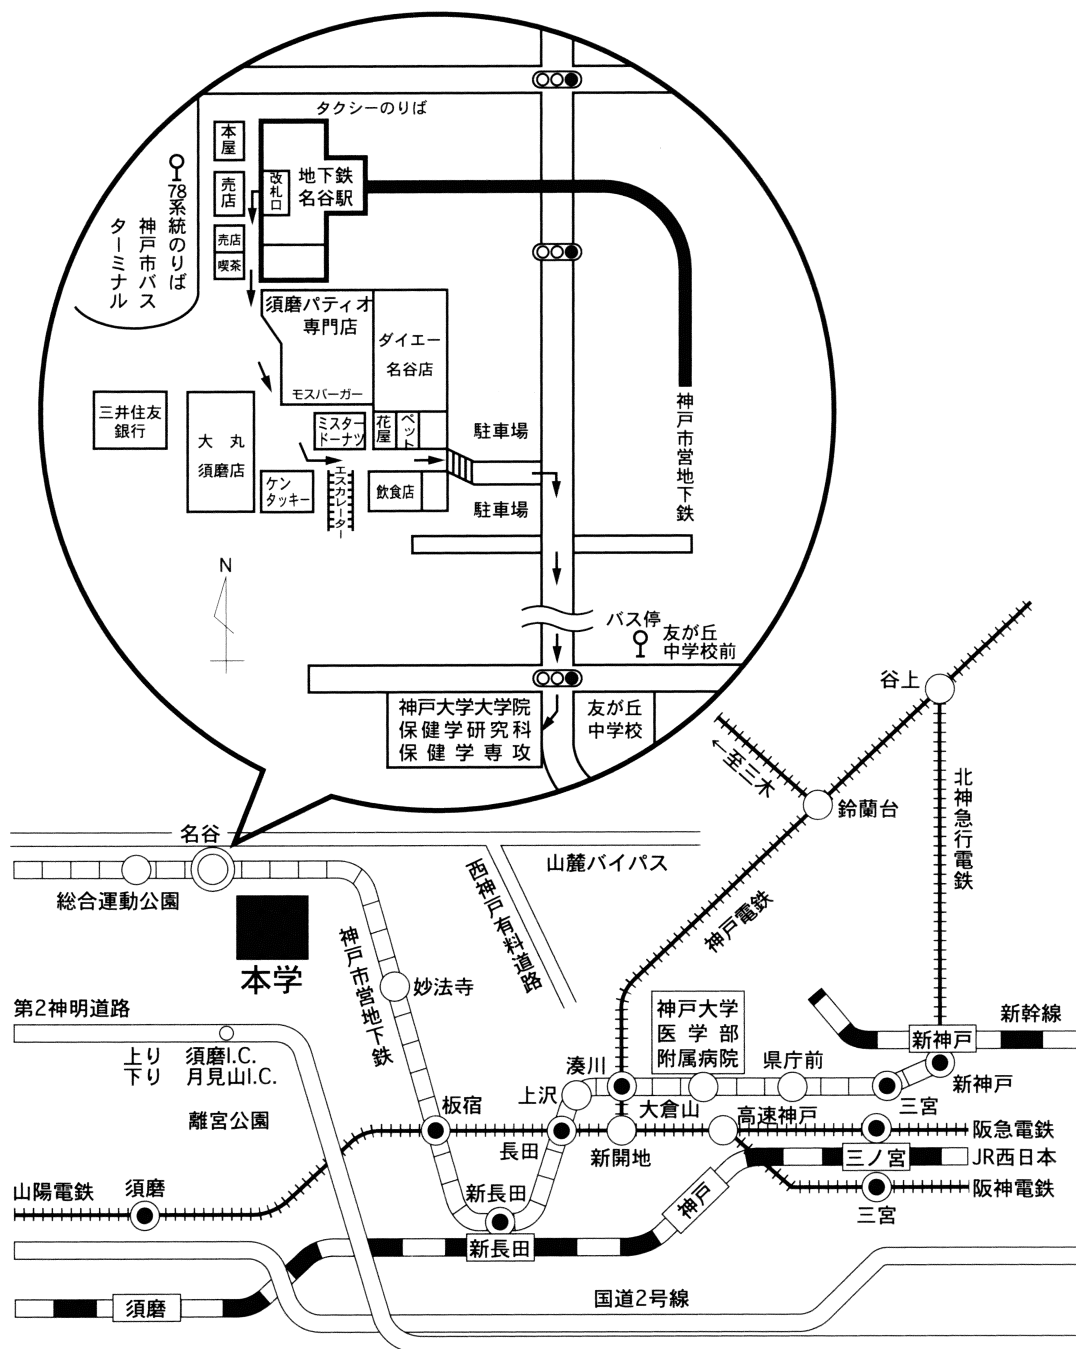 タクシーのりば
本屋
売店
改札口
地下鉄
名谷駅
78系統のりば
神戸市バス
ターミナル
売店
喫茶
須磨パティオ
専門店
ダイエー
名谷店
モスバーガー
三井住友
銀行
大丸
須磨店
ミスター
ドーナツ
花屋
ペット
駐車場
神戸市営地下鉄
ケン
タッキー
エスカレーター
飲食店
駐車場
N
バス停
友が丘
中学校前
神戸大学大学院
保健学研究科
保健学専攻
友が丘
中学校
谷上
←至三木
鈴蘭台
北神急行電鉄
名谷
山麓バイパス
総合運動公園
西神戸有料道路
神戸電鉄
本学
神戸市営地下鉄
妙法寺
第2神明道路
上り 須磨I.C.
下り 月見山I.C.
離宮公園
神戸大学
医学部
附属病院
新幹線
新神戸
湊川
県庁前
新神戸
上沢
大倉山
三宮
板宿
高速神戸
長田
新開地
阪急電鉄
三ノ宮
JR西日本
山陽電鉄
須磨
新長田
神戸
阪神電鉄
三宮
新長田
国道2号線
須磨